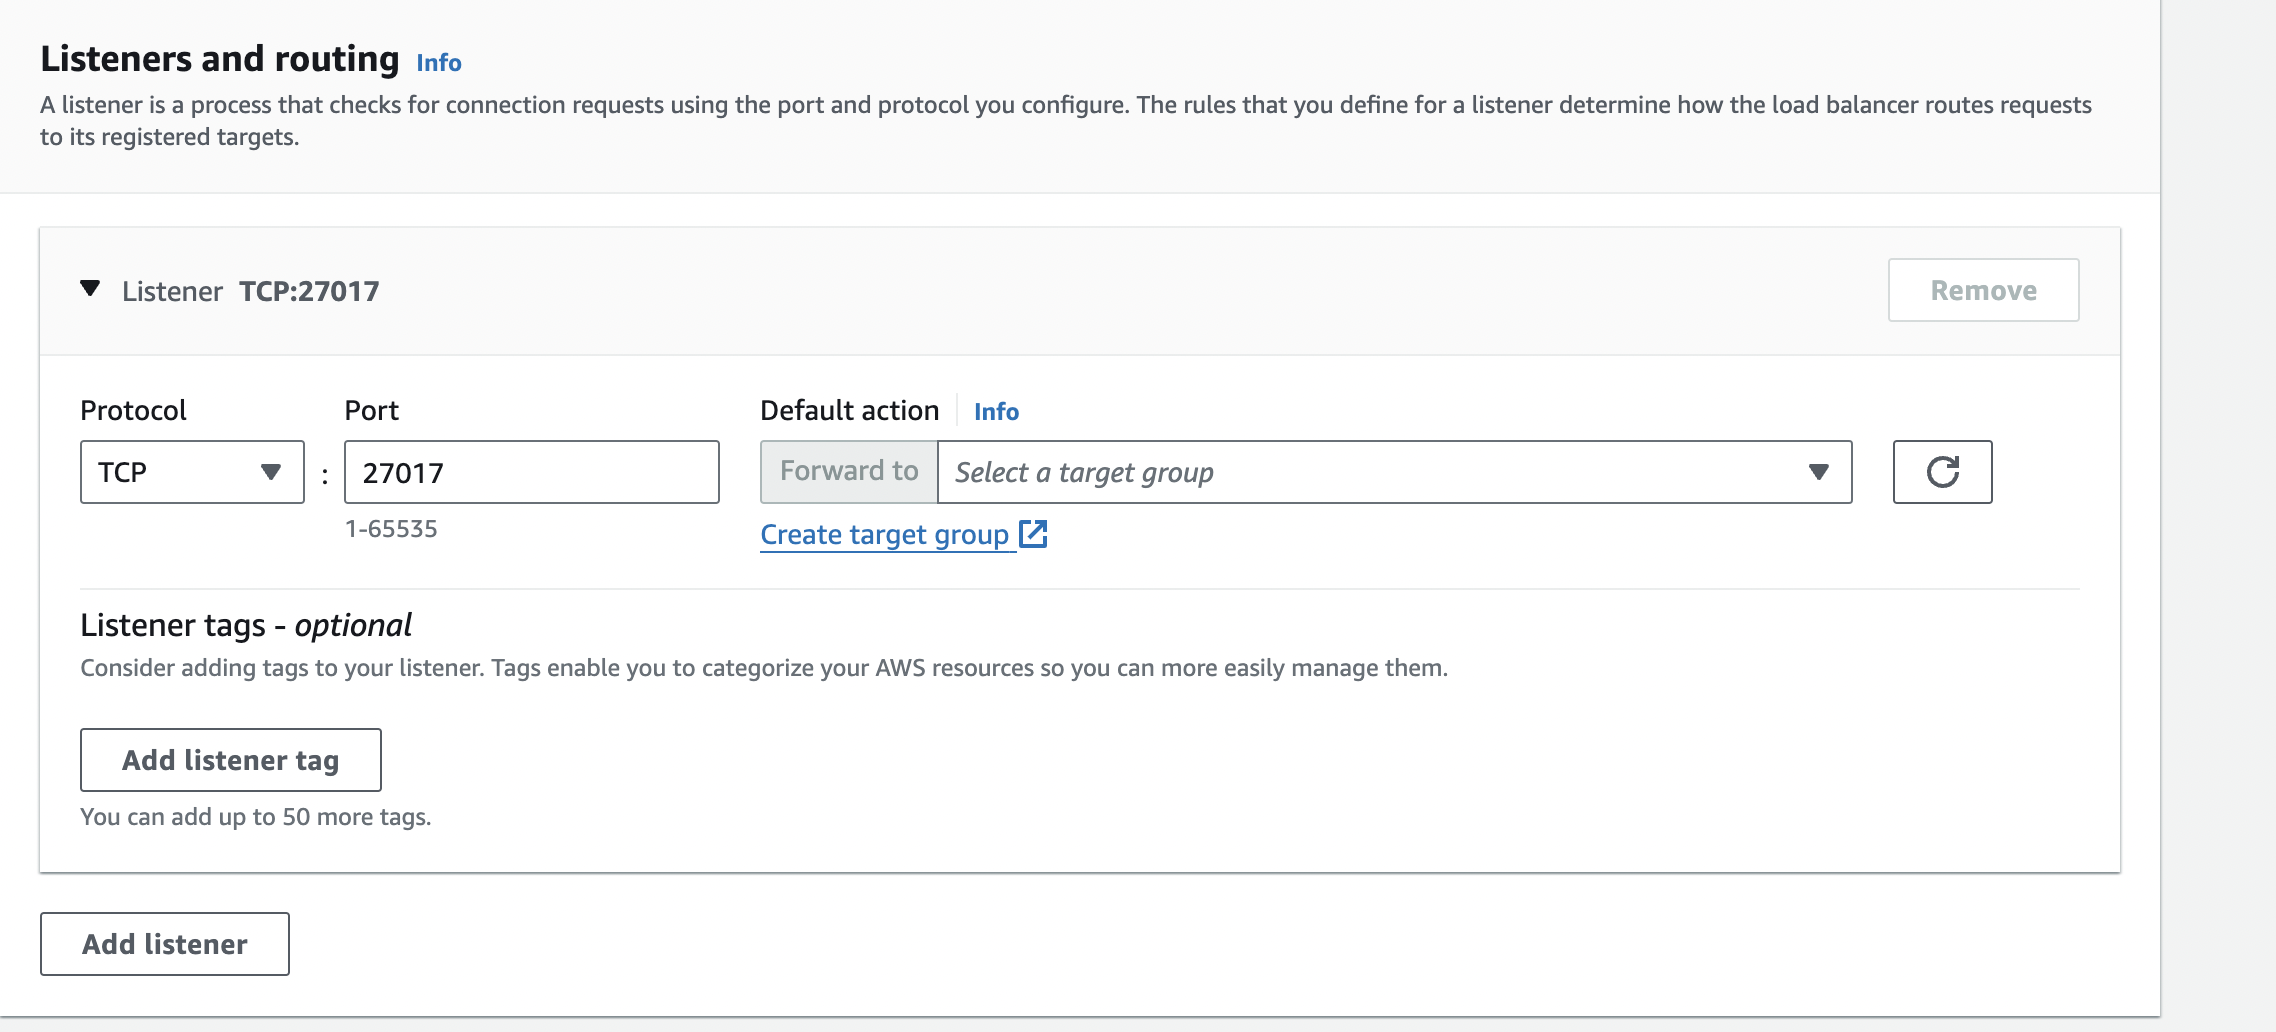 Listeners and routing Info
A listener is a process that checks for connection requests using the port and protocol you configure. The rules that you define for a listener determine how the load balancer routes requests
to its registered targets.
Listener TCP:27017
Remove
Protocol
Port
Default action Info
TCP
:
27017
Forward to
Select a target group
1-65535
Create target group
Listener tags - optional
Consider adding tags to your listener. Tags enable you to categorize your AWS resources so you can more easily manage them.
Add listener tag
You can add up to 50 more tags.
Add listener